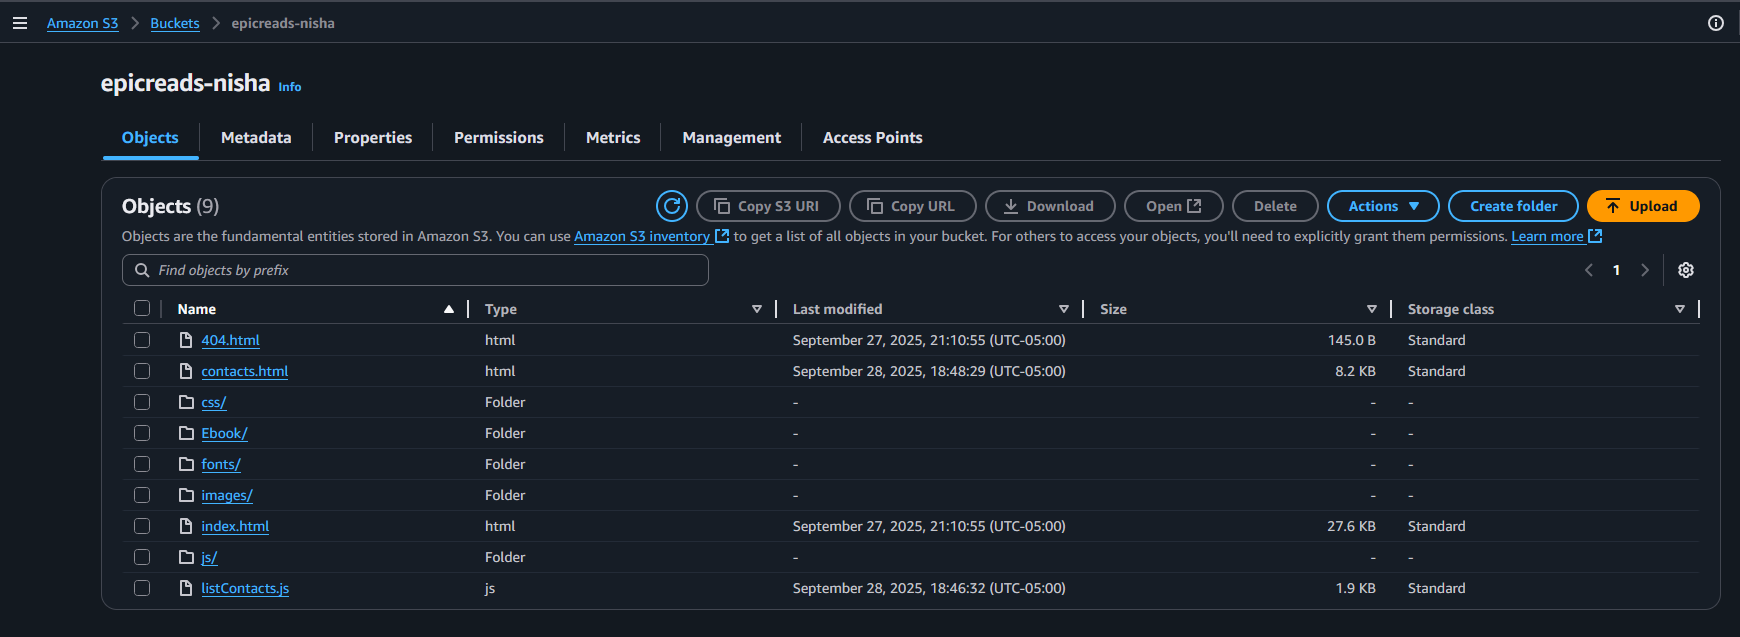 Amazon S3 > Buckets > epicreads-nisha
epicreads-nisha Info
Objects Metadata Properties Permissions Metrics Management Access Points
Objects (9) Copy S3 URI Copy URL Download Open Delete Actions Create folder Upload
Objects are the fundamental entities stored in Amazon S3. You can use Amazon S3 inventory to get a list of all objects in your bucket. For others to access your objects, you'll need to explicitly grant them permissions. Learn more
Find objects by prefix 1
Name Type Last modified Size Storage class
404.html html September 27, 2025, 21:10:55 (UTC-05:00) 145.0 B Standard
contacts.html html September 28, 2025, 18:48:29 (UTC-05:00) 8.2 KB Standard
css/ Folder - - -
Ebook/ Folder - - -
fonts/ Folder - - -
images/ Folder - - -
index.html html September 27, 2025, 21:10:55 (UTC-05:00) 27.6 KB Standard
js/ Folder - - -
listContacts.js js September 28, 2025, 18:46:32 (UTC-05:00) 1.9 KB Standard